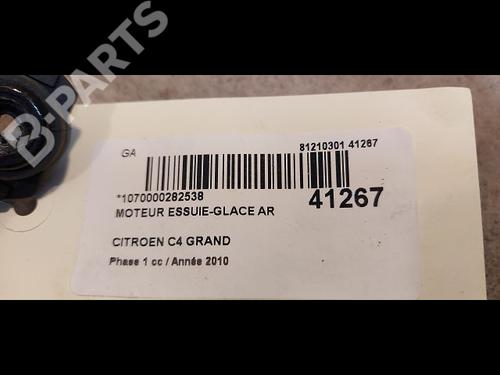 B-PARTS
GA
81210301 41267
*1070000282538
41267
MOTEUR ESSUIE-GLACE AR
CITROEN C4 GRAND
Phase 1 cc / Année 2010